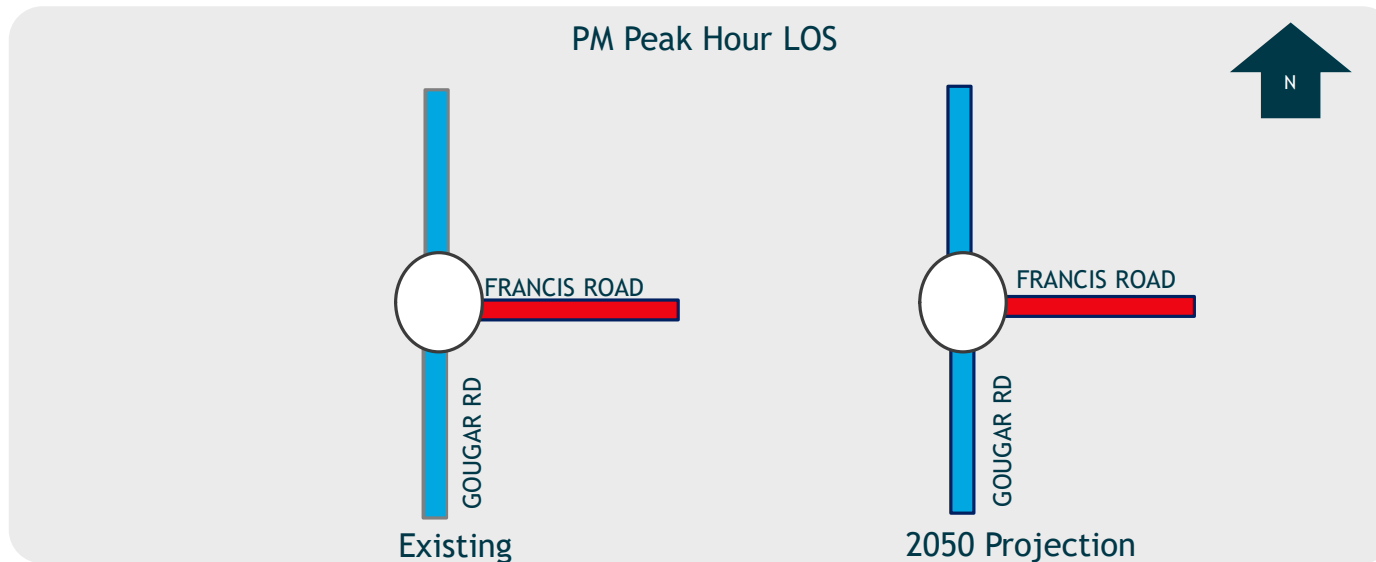 PM Peak Hour LOS
N
FRANCIS ROAD
GOUGAR RD
Existing
FRANCIS ROAD
GOUGAR RD
2050 Projection